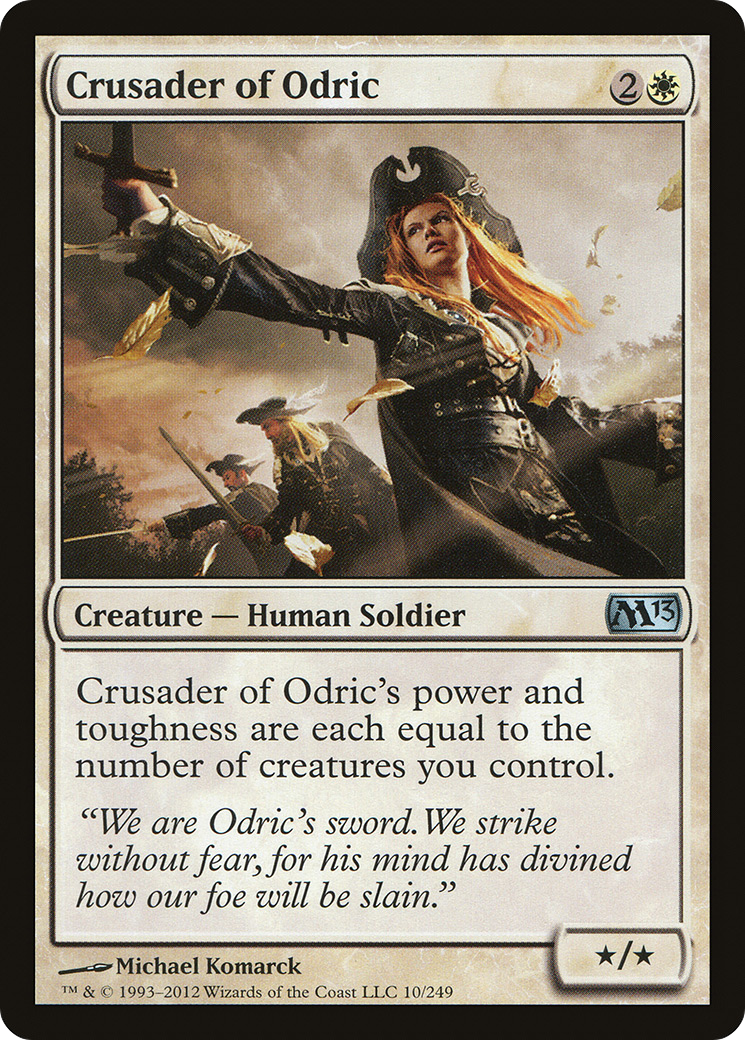 Crusader of Odric 2
Creature — Human Soldier M13
Crusader of Odric's power and
toughness are each equal to the
number of creatures you control.
“We are Odric's sword. We strike
without fear, for his mind has divined
how our foe will be slain.”
★/★
Michael Komarck
™ & © 1993–2012 Wizards of the Coast LLC 10/249